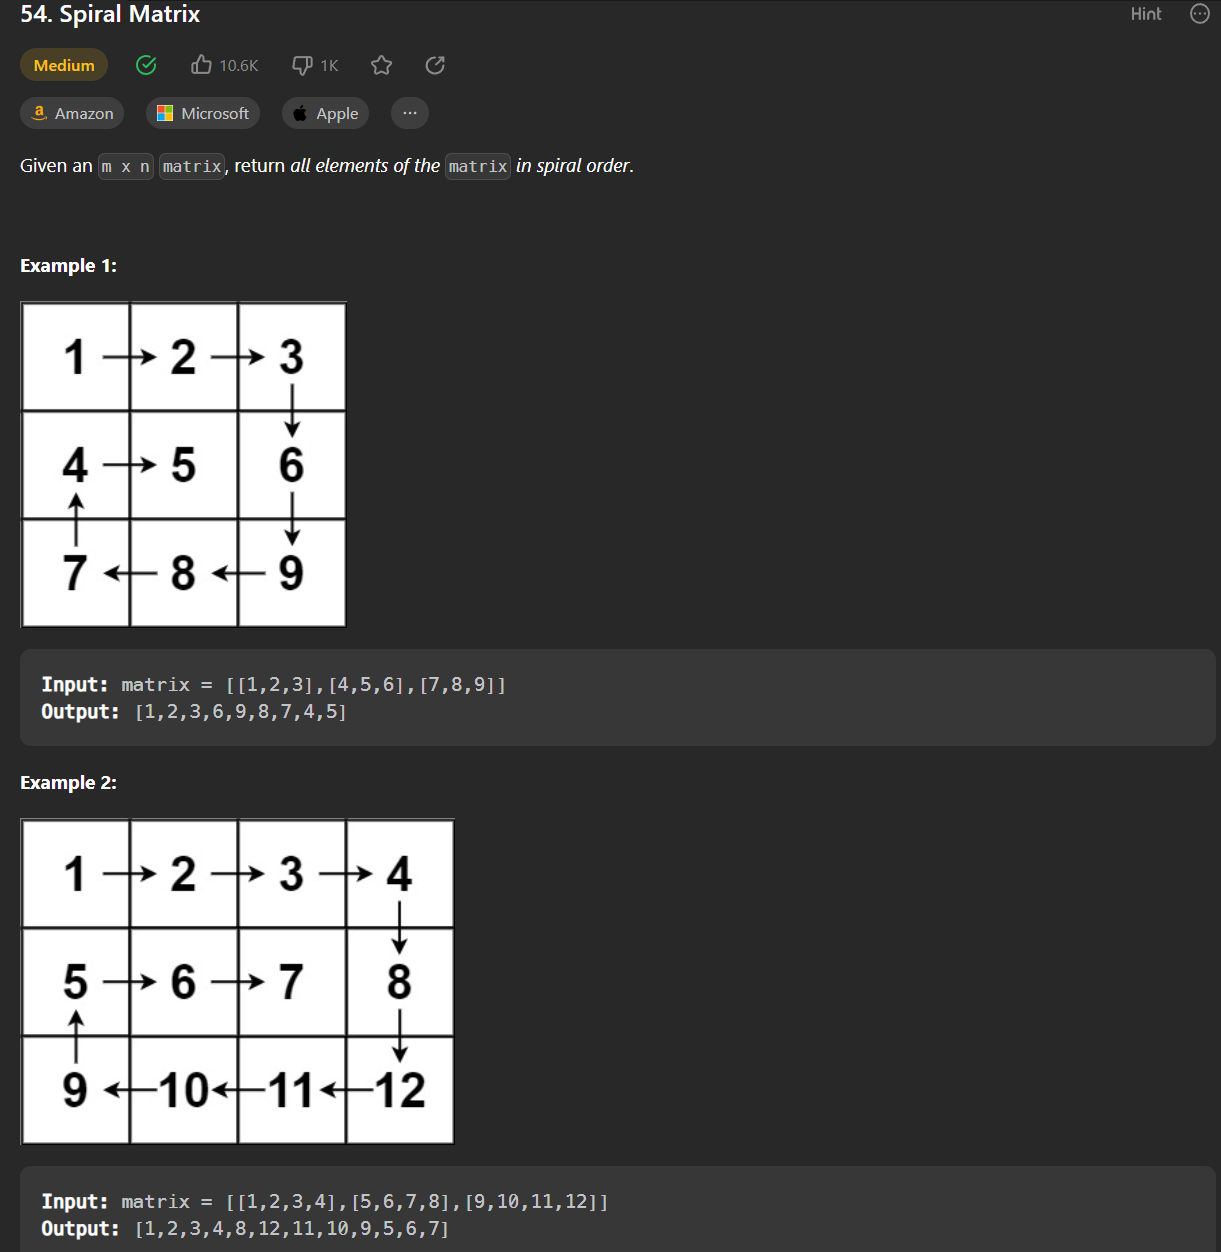 54. Spiral Matrix
Hint
Medium 10.6K 1K
Amazon Microsoft Apple ...
Given an m x n matrix, return all elements of the matrix in spiral order.
Example 1:
1 2 3
4 5 6
7 8 9
Input: matrix = [[1,2,3],[4,5,6],[7,8,9]]
Output: [1,2,3,6,9,8,7,4,5]
Example 2:
1 2 3 4
5 6 7 8
9 10 11 12
Input: matrix = [[1,2,3,4],[5,6,7,8],[9,10,11,12]]
Output: [1,2,3,4,8,12,11,10,9,5,6,7]